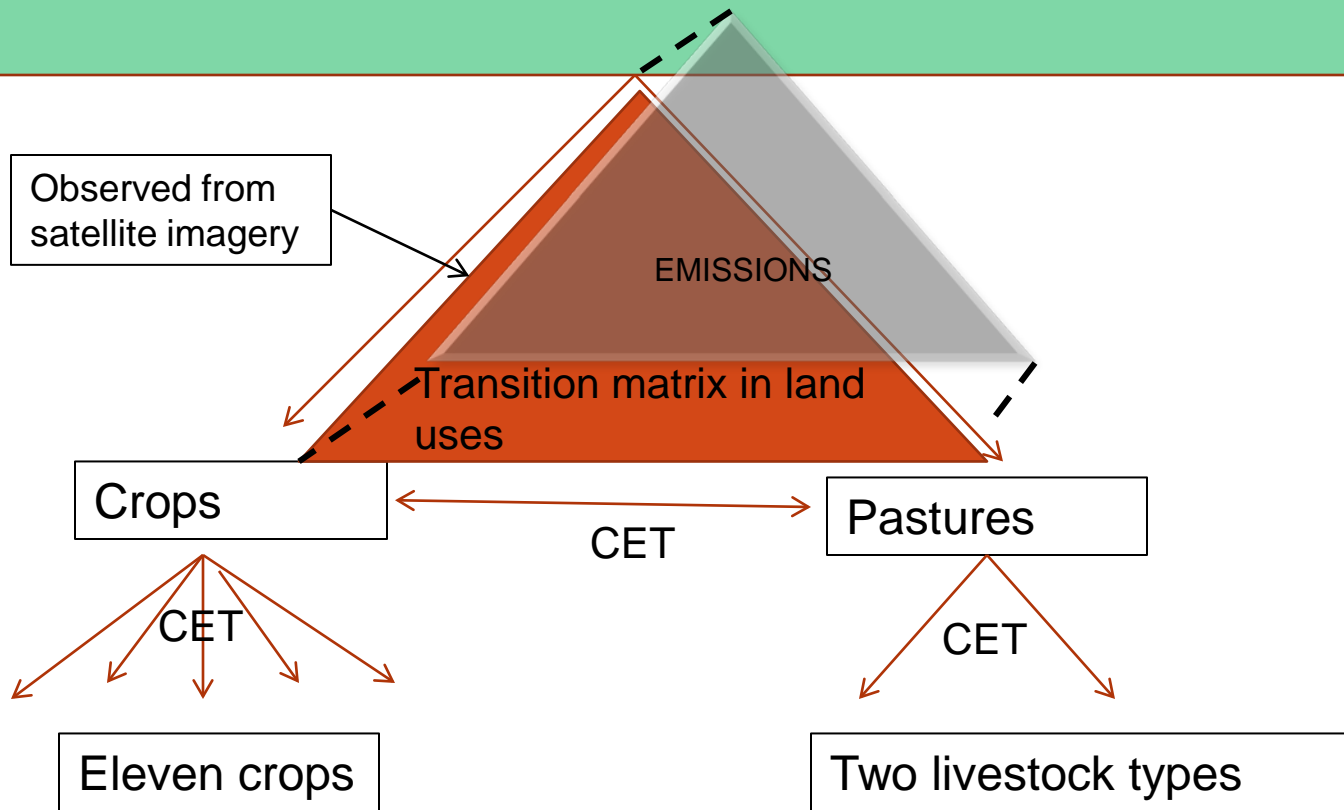 Observed from
satellite imagery
EMISSIONS
Transition matrix in land
uses
Crops
CET
Pastures
CET
CET
Eleven crops
Two livestock types